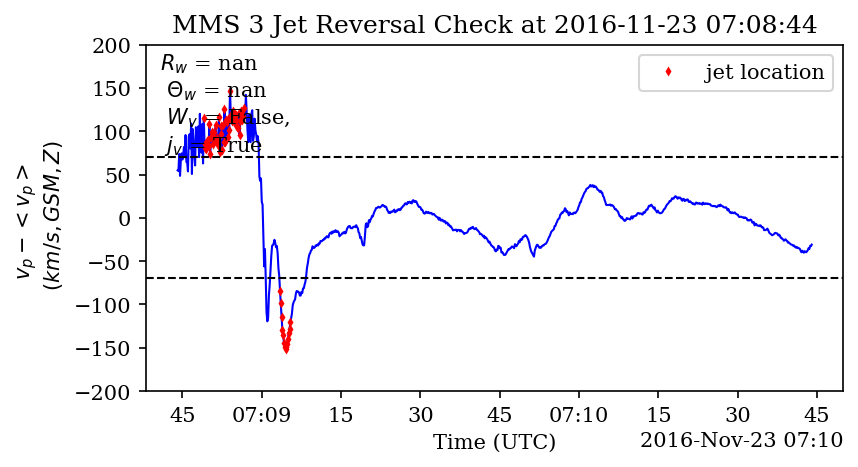 MMS 3 Jet Reversal Check at 2016-11-23 07:08:44
R_w = nan
Θ_w = nan
W_v = False,
j_v = True
jet location
200
150
100
50
0
−50
−100
−150
−200
v_p − <v_p>
(km/s, GSM, Z)
45 07:09 15 30 45 07:10 15 30 45
Time (UTC)
2016-Nov-23 07:10